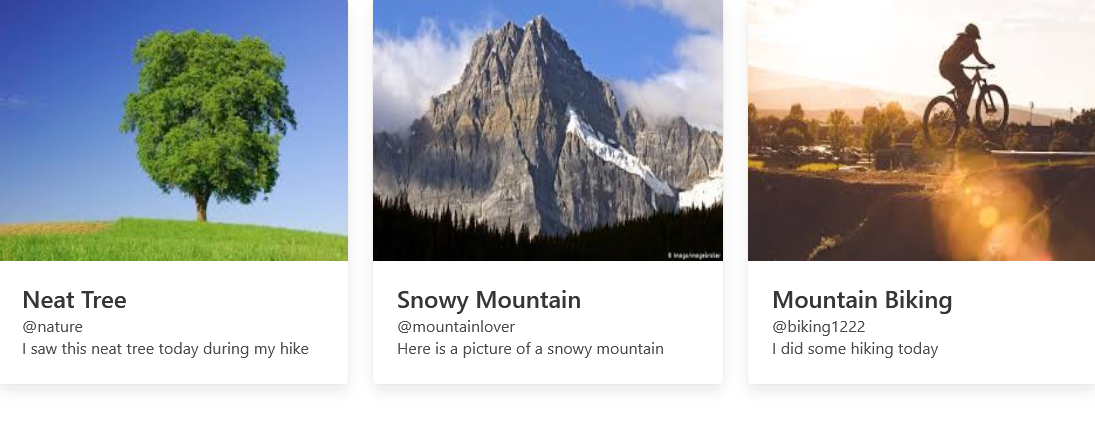 Neat Tree
@nature
I saw this neat tree today during my hike
Snowy Mountain
@mountainlover
Here is a picture of a snowy mountain
Mountain Biking
@biking1222
I did some hiking today